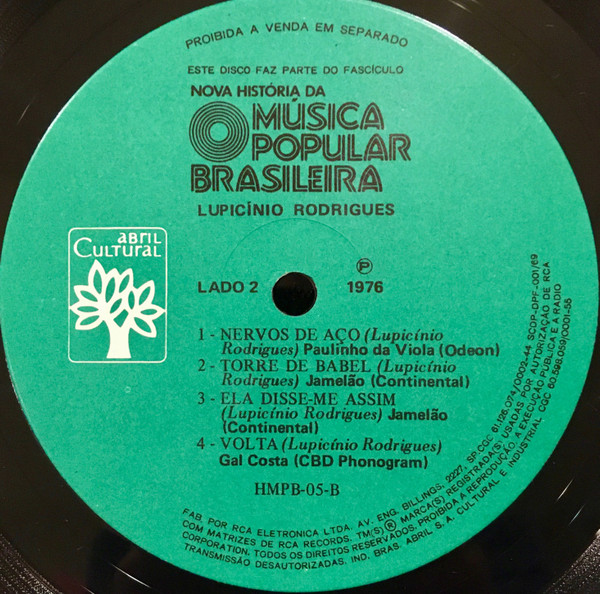 PROIBIDA A VENDA EM SEPARADO
ESTE DISCO FAZ PARTE DO FASCÍCULO
NOVA HISTÓRIA DA
MÚSICA
POPULAR
BRASILEIRA
LUPICÍNIO RODRIGUES
abril
Cultural
LADO 2
℗
1976
1 - NERVOS DE AÇO (Lupicínio
Rodrigues) Paulinho da Viola (Odeon)
2 - TORRE DE BABEL (Lupicínio
Rodrigues) Jamelão (Continental)
3 - ELA DISSE-ME ASSIM
(Lupicínio Rodrigues) Jamelão
(Continental)
4 - VOLTA (Lupicínio Rodrigues)
Gal Costa (CBD Phonogram)
HMPB-05-B
FAB. POR RCA ELETRONICA LTDA. AV. ENG. BILLINGS, 2227, SP. CGC 61.126.074/0002-44 SCDP-DPF-001/69
COM MATRIZES DE RCA RECORDS. TM(S)® MARCA(S) REGISTRADA(S) USADAS POR AUTORIZAÇÃO DE RCA
CORPORATION. TODOS OS DIREITOS RESERVADOS. PROIBIDA A REPRODUÇÃO, A EXECUÇÃO PÚBLICA E A RADIO
TRANSMISSÃO DESAUTORIZADAS. IND. BRAS. ABRIL S. A. CULTURAL E INDUSTRIAL CGC 60.598.059/0001-55